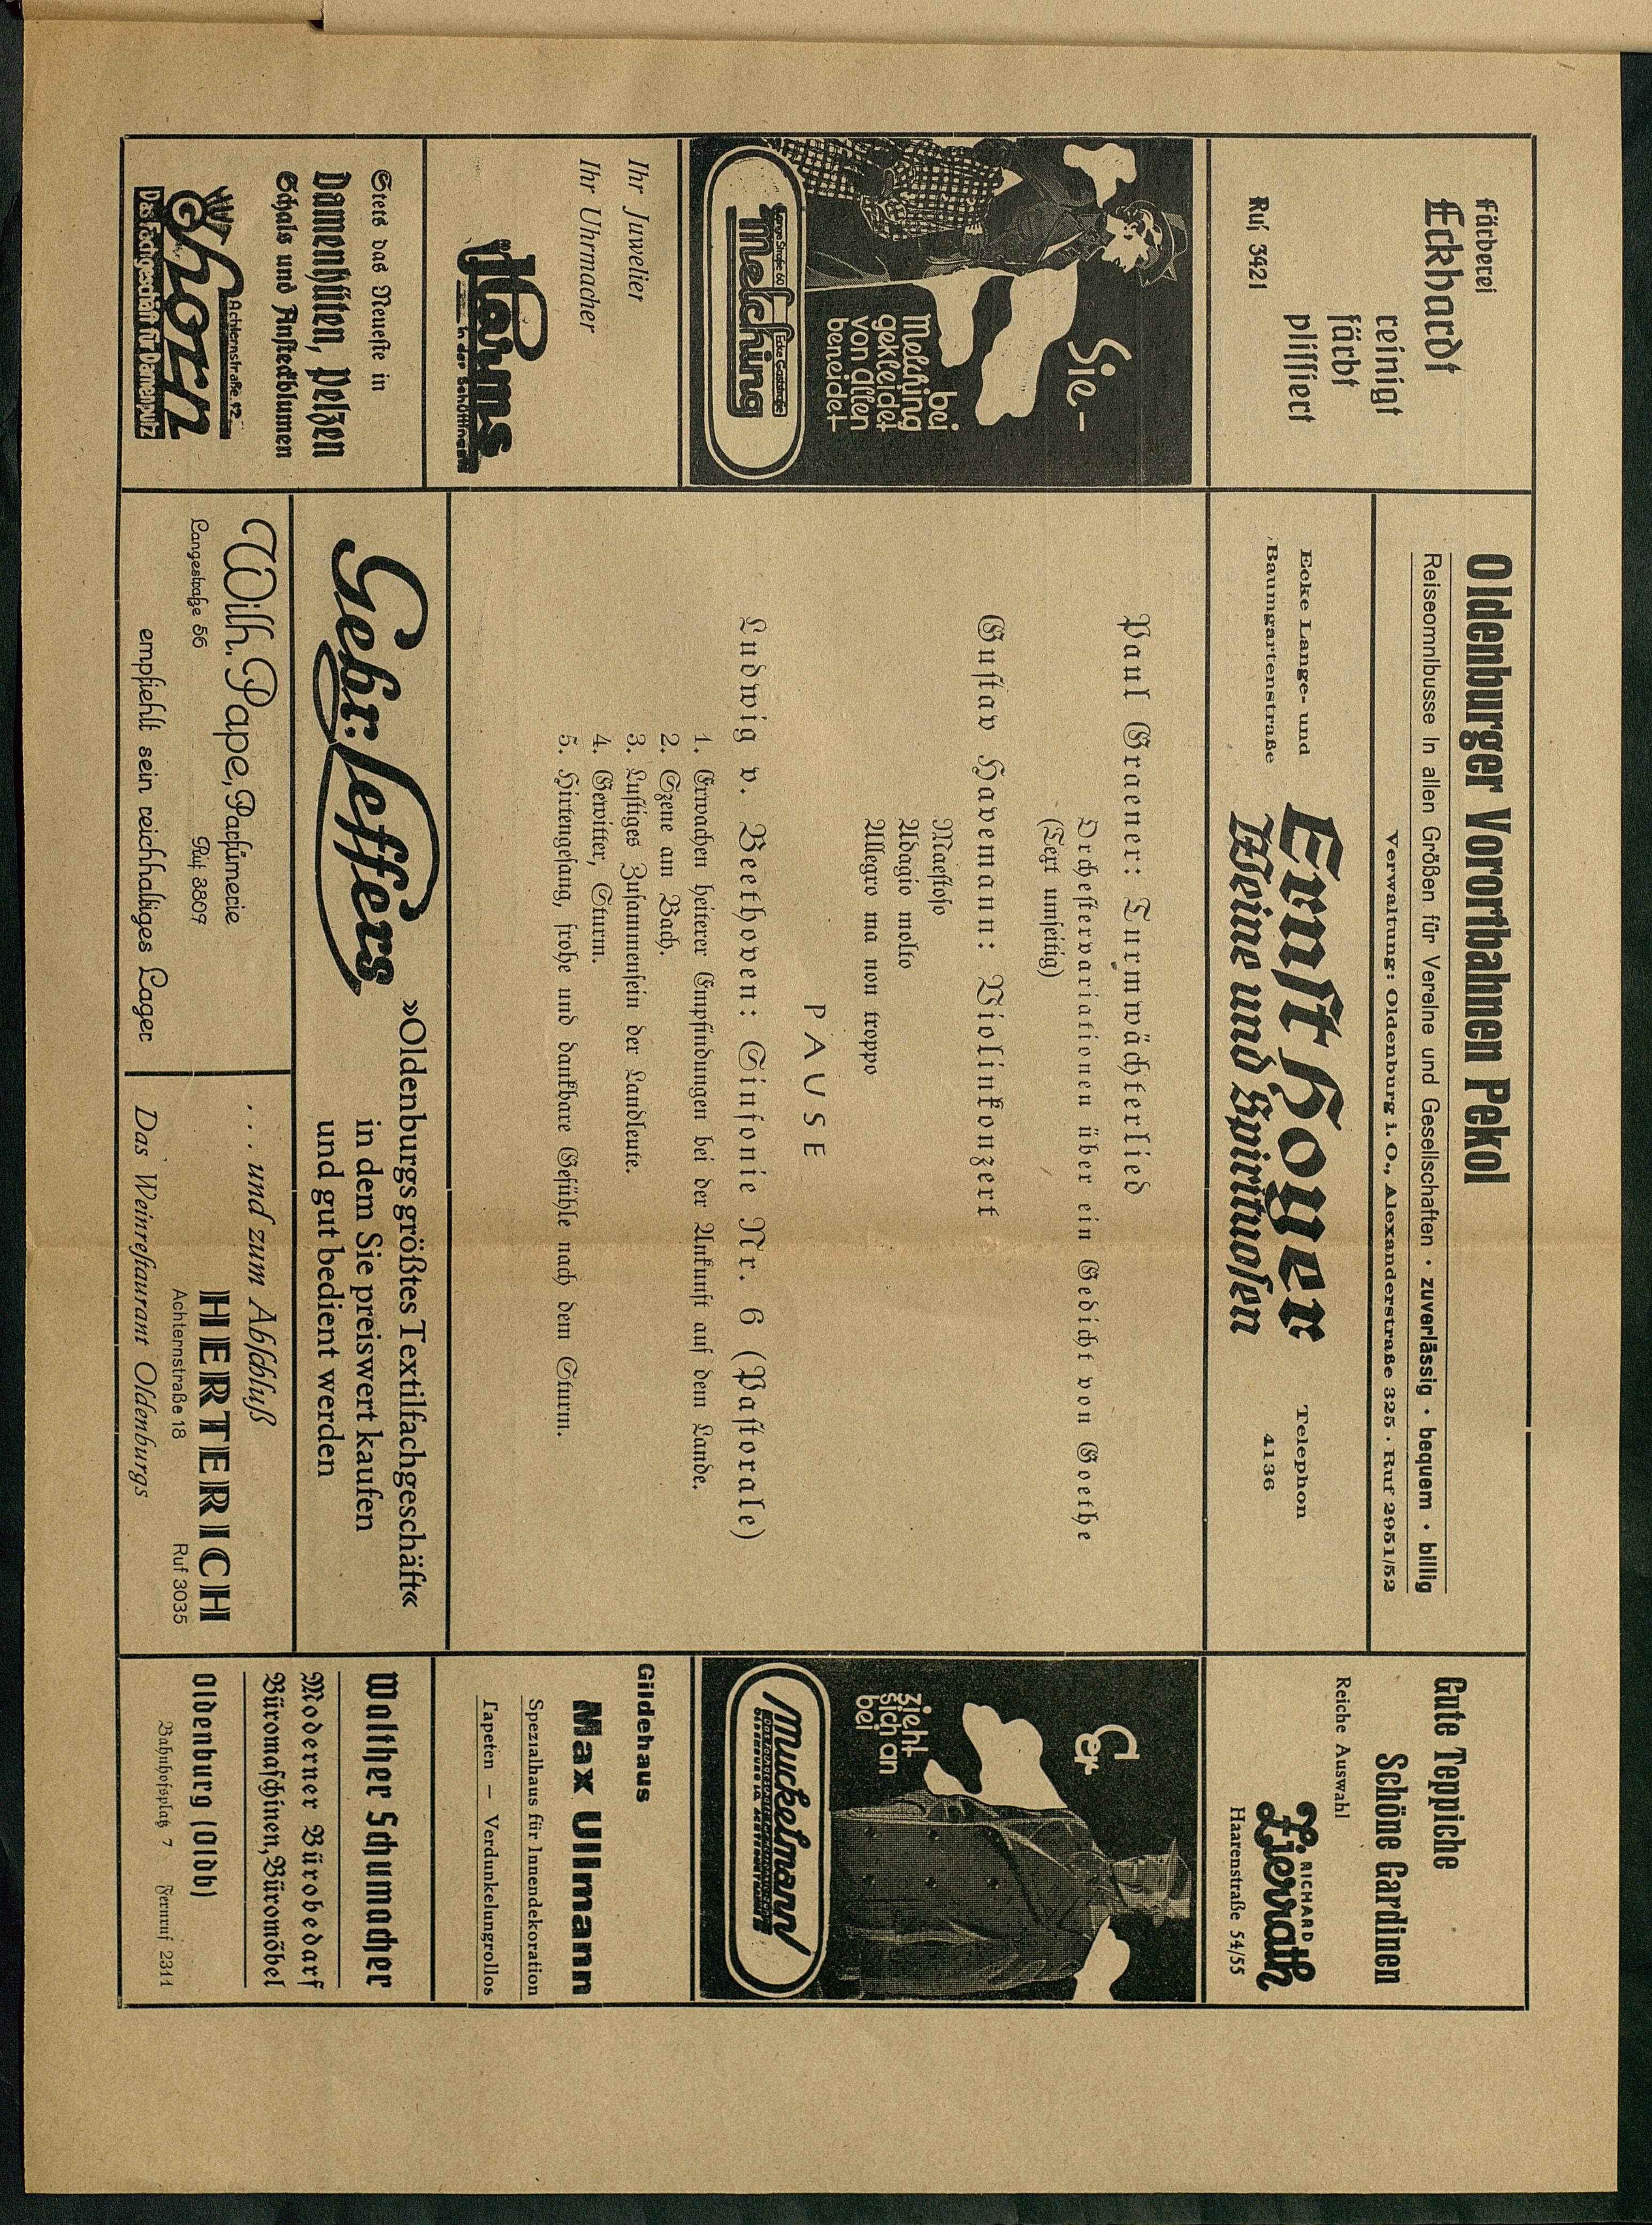 Färberei
Eckhardt
reinigt
färbt
plissiert
Ruf 3421
Sie-
bei
Melching
gekleidet
von allen
beneidet
Lange Straße 60
Ecke Gaststraße
Melching
Ihr Juwelier
Ihr Uhrmacher
Harms
Stets das Neueste in
Damenhüten, Pelzen
Schals und Ansteckblumen
Achternstraße 42
G. horn
Das Fachgeschäft für Damenputz
Oldenburger Vorortbahnen Pekol
Reiseomnibusse in allen Größen für Vereine und Gesellschaften · zuverlässig · bequem · billig
Verwaltung: Oldenburg i. O., Alexanderstraße 325 · Ruf 2951/52
Ecke Lange- und
Baumgartenstraße
Ernst Hoyer
Weine und Spirituosen
Telephon
4136
Paul Graener: Turmwächterlied
Orchestervariationen über ein Gedicht von Goethe
(Text umseitig)
Gustav Havemann: Violinkonzert
Maestoso
Adagio molto
Allegro ma non troppo
PAUSE
Ludwig v. Beethoven: Sinfonie Nr. 6 (Pastorale)
1. Erwachen heiterer Empfindungen bei der Ankunft auf dem Lande.
2. Szene am Bach.
3. Lustiges Zusammensein der Landleute.
4. Gewitter, Sturm.
5. Hirtengesang, frohe und dankbare Gefühle nach dem Sturm.
Gebr. Leffers
»Oldenburgs größtes Textilfachgeschäft«
in dem Sie preiswert kaufen
und gut bedient werden
Wilh. Pape, Parfümerie
Langestraße 56 Ruf 3809
empfiehlt sein reichhaltiges Lager
... und zum Abschluß
HERTERICH
Achternstraße 18 Ruf 3035
Das Weinrestaurant Oldenburgs
Gute Teppiche
Schöne Gardinen
Reiche Auswahl
RICHARD
Zierrath
Haarenstraße 54/55
Er-
zieht
sich an
bei
Muckelmann
Gildehaus
Max Ullmann
Spezialhaus für Innendekoration
Tapeten — Verdunkelungrollos
Walther Schumacher
Moderner Bürobedarf
Büromaschinen, Büromöbel
Oldenburg (Oldb)
Bahnhofsplatz 7 Fernruf 2311